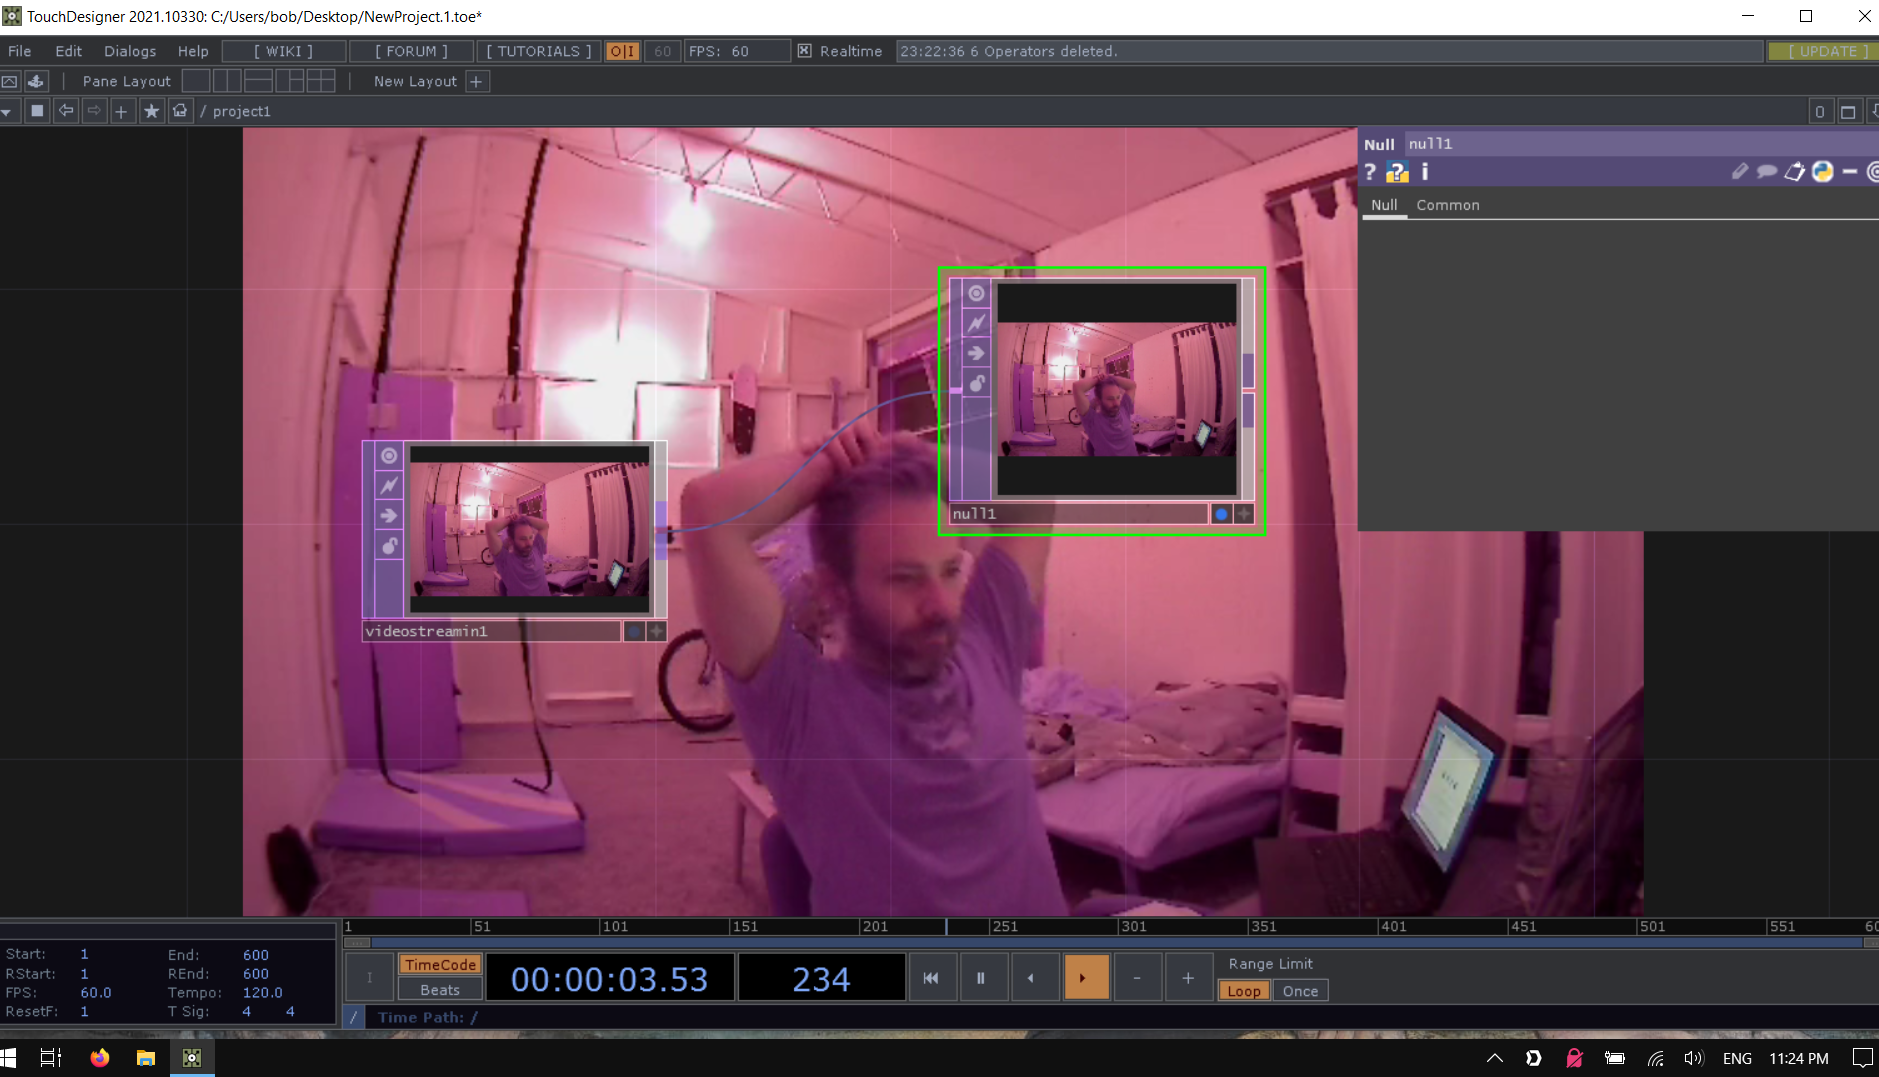 TouchDesigner 2021.10330: C:/Users/bob/Desktop/NewProject.1.toe*
File Edit Dialogs Help [ WIKI ] [ FORUM ] [ TUTORIALS ] O|I 60 FPS: 60 Realtime 23:22:36 6 Operators deleted. [ UPDATE ]
Pane Layout New Layout +
+ / project1 0
Null null1
? ? i
Null Common
null1
videostreamin1
1 51 101 151 201 251 301 351 401 451 501 551 60
Start: 1 End: 600
RStart: 1 REnd: 600
FPS: 60.0 Tempo: 120.0
ResetF: 1 T Sig: 4 4
I TimeCode Beats 00:00:03.53 234 - + Range Limit
Loop Once
/ Time Path: /
ENG 11:24 PM